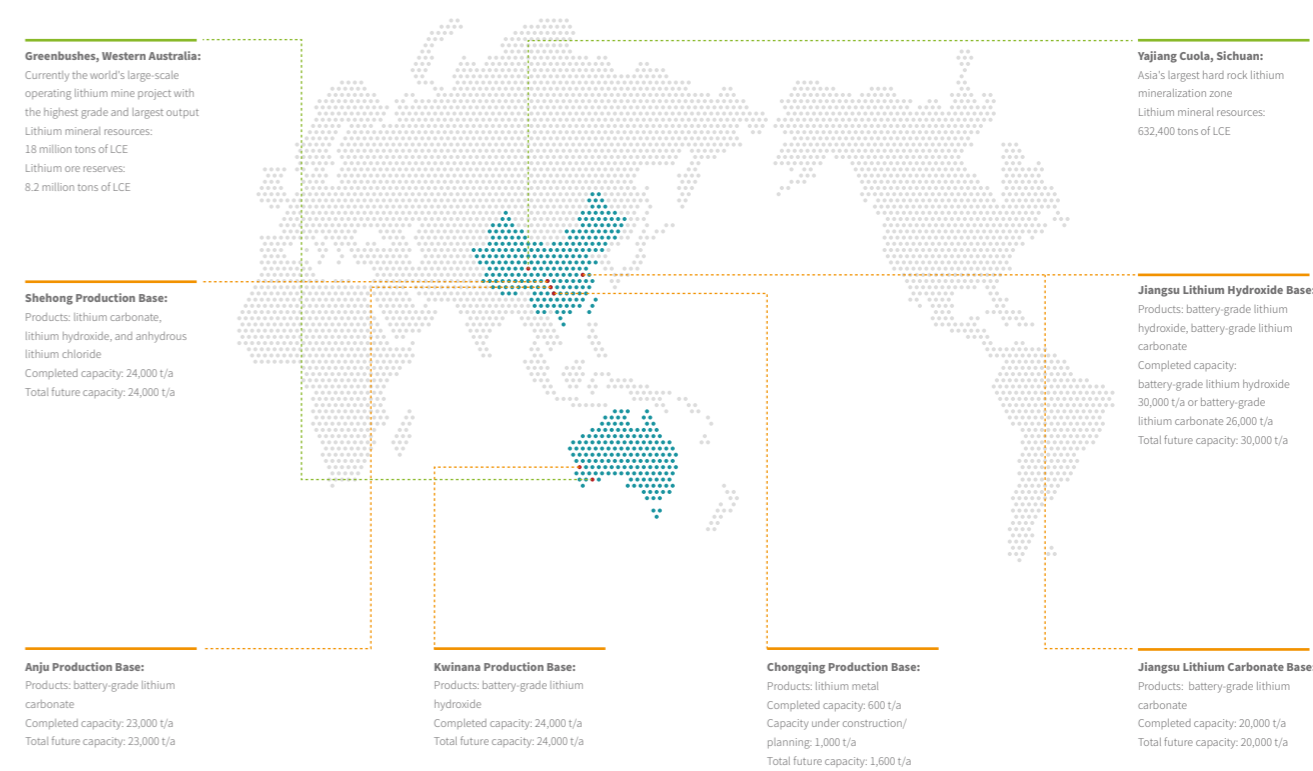 Greenbushes, Western Australia:
Currently the world's large-scale
operating lithium mine project with
the highest grade and largest output
Lithium mineral resources:
18 million tons of LCE
Lithium ore reserves:
8.2 million tons of LCE
Yajiang Cuola, Sichuan:
Asia's largest hard rock lithium
mineralization zone
Lithium mineral resources:
632,400 tons of LCE
Shehong Production Base:
Products: lithium carbonate,
lithium hydroxide, and anhydrous
lithium chloride
Completed capacity: 24,000 t/a
Total future capacity: 24,000 t/a
Jiangsu Lithium Hydroxide Base:
Products: battery-grade lithium
hydroxide, battery-grade lithium
carbonate
Completed capacity:
battery-grade lithium hydroxide
30,000 t/a or battery-grade
lithium carbonate 26,000 t/a
Total future capacity: 30,000 t/a
Anju Production Base:
Products: battery-grade lithium
carbonate
Completed capacity: 23,000 t/a
Total future capacity: 23,000 t/a
Kwinana Production Base:
Products: battery-grade lithium
hydroxide
Completed capacity: 24,000 t/a
Total future capacity: 24,000 t/a
Chongqing Production Base:
Products: lithium metal
Completed capacity: 600 t/a
Capacity under construction/
planning: 1,000 t/a
Total future capacity: 1,600 t/a
Jiangsu Lithium Carbonate Base:
Products: battery-grade lithium
carbonate
Completed capacity: 20,000 t/a
Total future capacity: 20,000 t/a